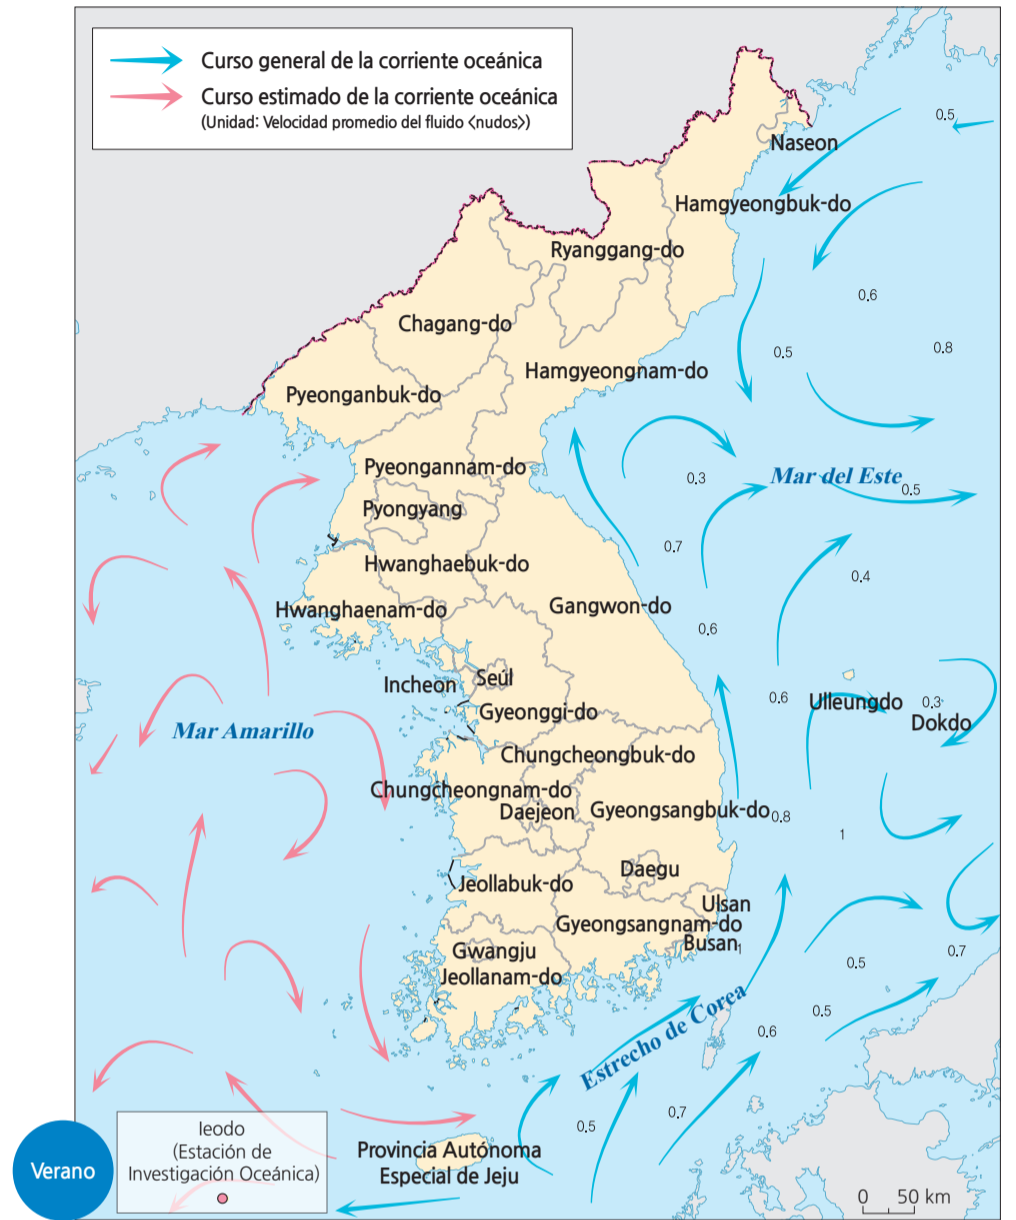 Curso general de la corriente oceánica
Curso estimado de la corriente oceánica
(Unidad: Velocidad promedio del fluido <nudos>)
0.5
Naseon
Hamgyeongbuk-do
Ryanggang-do
0.6
Chagang-do
0.5
0.8
Hamgyeongnam-do
Pyeonganbuk-do
Pyeongannam-do
0.3
Mar del Este
0.5
Pyongyang
0.7
Hwanghaebuk-do
0.4
Hwanghaenam-do
Gangwon-do
0.6
Incheon
Seúl
0.6
Ulleungdo
0.3
Dokdo
Gyeonggi-do
Mar Amarillo
Chungcheongbuk-do
Chungcheongnam-do
Daejeon
Gyeongsangbuk-do
0.8
1
Daegu
Jeollabuk-do
Ulsan
Gyeongsangnam-do
Busan
1
Gwangju
0.7
0.5
Jeollanam-do
Estrecho de Corea
0.5
0.6
0.7
0.5
Ieodo
(Estación de
Investigación Oceánica)
Verano
Provincia Autónoma
Especial de Jeju
0 50 km